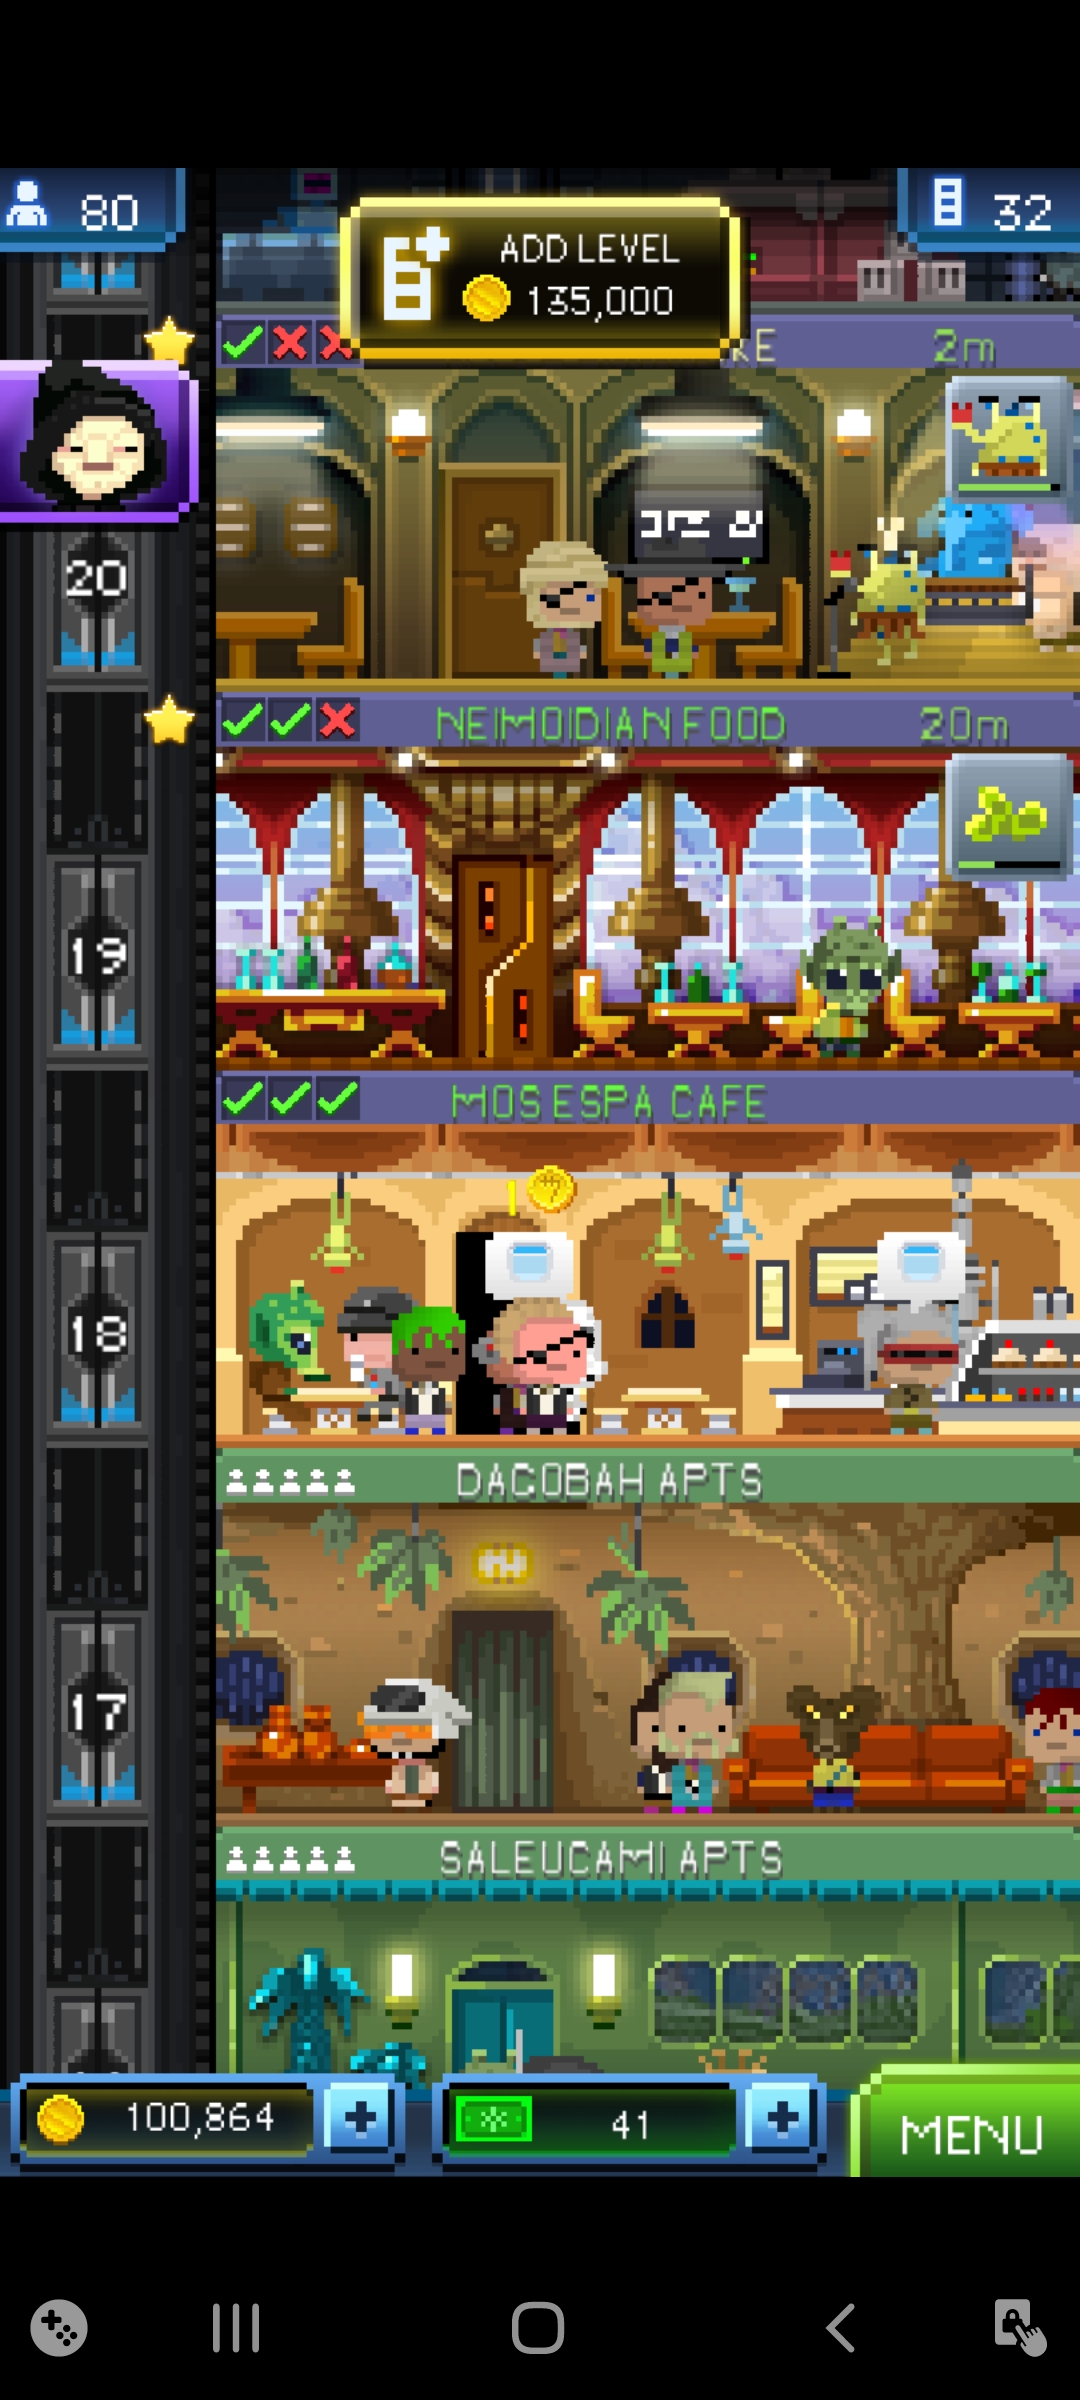 80
32
ADD LEVEL
135,000
KE 2m
20
NEIMOIDIAN FOOD 20m
19
MOS ESPA CAFE
18
DAGOBAH APTS
17
SALEUCAMI APTS
100,864
41
MENU